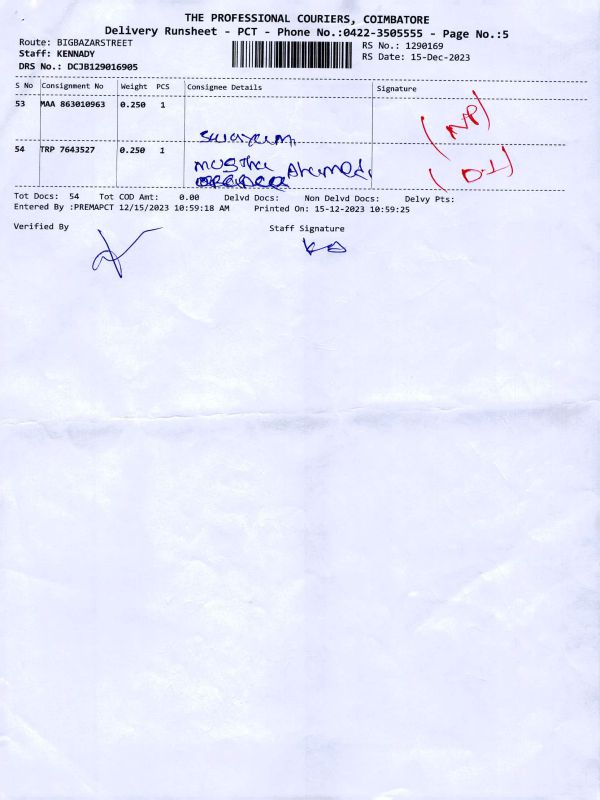 THE PROFESSIONAL COURIERS, COIMBATORE
Delivery Runsheet - PCT - Phone No.:0422-3505555 - Page No.:5
Route: BIGBAZARSTREET
Staff: KENNADY
DRS No.: DCJB129016905
RS No.: 1290169
RS Date: 15-Dec-2023
S No Consignment No Weight PCS Consignee Details Signature
53 MAA 863010963 0.250 1
Swayam
(NP)
54 TRP 7643527 0.250 1
Mustha Ahamed
Tot Docs: 54 Tot COD Amt: 0.00 Delvd Docs: Non Delvd Docs: Delvy Pts:
Entered By :PREMAPCT 12/15/2023 10:59:18 AM Printed On: 15-12-2023 10:59:25
Verified By Staff Signature